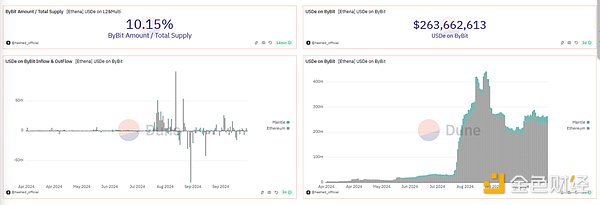 ByBit Amount / Total Supply [Ethena] USDe on L2&Multi
10.15%
ByBit Amount / Total Supply
@hashed_official
USDe on ByBit [Ethena] USDe on ByBit
$263,662,613
USDe on ByBit
@hashed_official
USDe on ByBit Inflow & OutFlow [Ethena] USDe on ByBit
50m
0
-50m
Apr 2024 May 2024 Jun 2024 Jul 2024 Aug 2024 Sep 2024 Sep 2024
Mantle
Ethereum
Dune
@hashed_official
USDe on ByBit [Ethena] USDe on ByBit
400m
300m
200m
100m
0
Apr 2024 May 2024 Jun 2024 Jun 2024 Aug 2024
2024 Sep 2024
Mantle
Ethereum
Dune
@hashed_official
金色财经